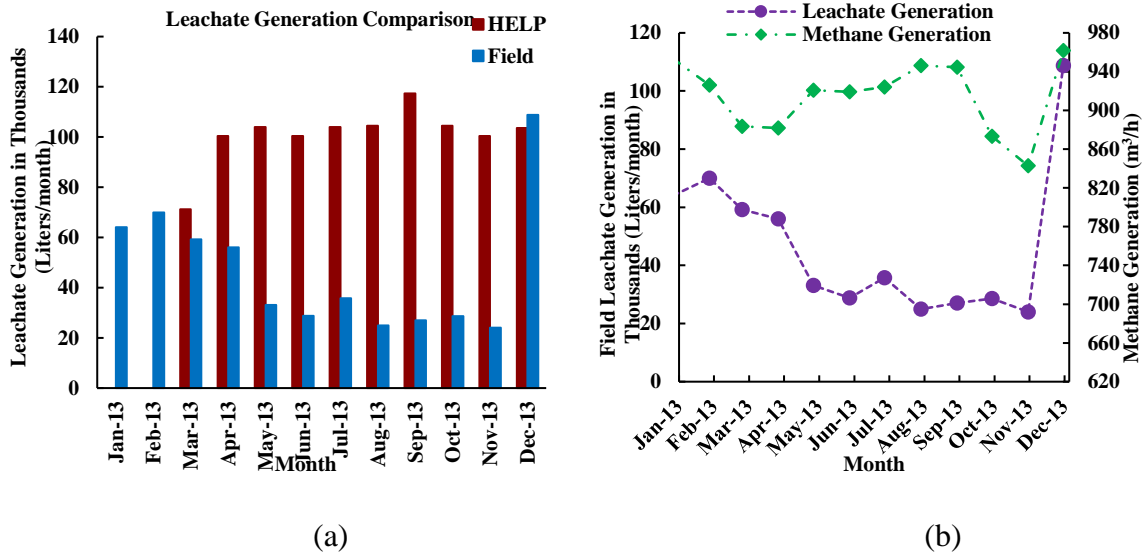 Leachate Generation Comparison
HELP
Field
Leachate Generation in Thousands
(Liters/month)
140
120
100
80
60
40
20
0
Jan-13
Feb-13
Mar-13
Apr-13
May-13
Jun-13
Jul-13
Aug-13
Sep-13
Oct-13
Nov-13
Dec-13
Month
(a)
Leachate Generation
Methane Generation
Field Leachate Generation in
Thousands (Liters/month)
120
100
80
60
40
20
0
980
940
900
860
820
780
740
700
660
620
Methane Generation (m³/h)
Jan-13
Feb-13
Mar-13
Apr-13
May-13
Jun-13
Jul-13
Aug-13
Sep-13
Oct-13
Nov-13
Dec-13
Month
(b)